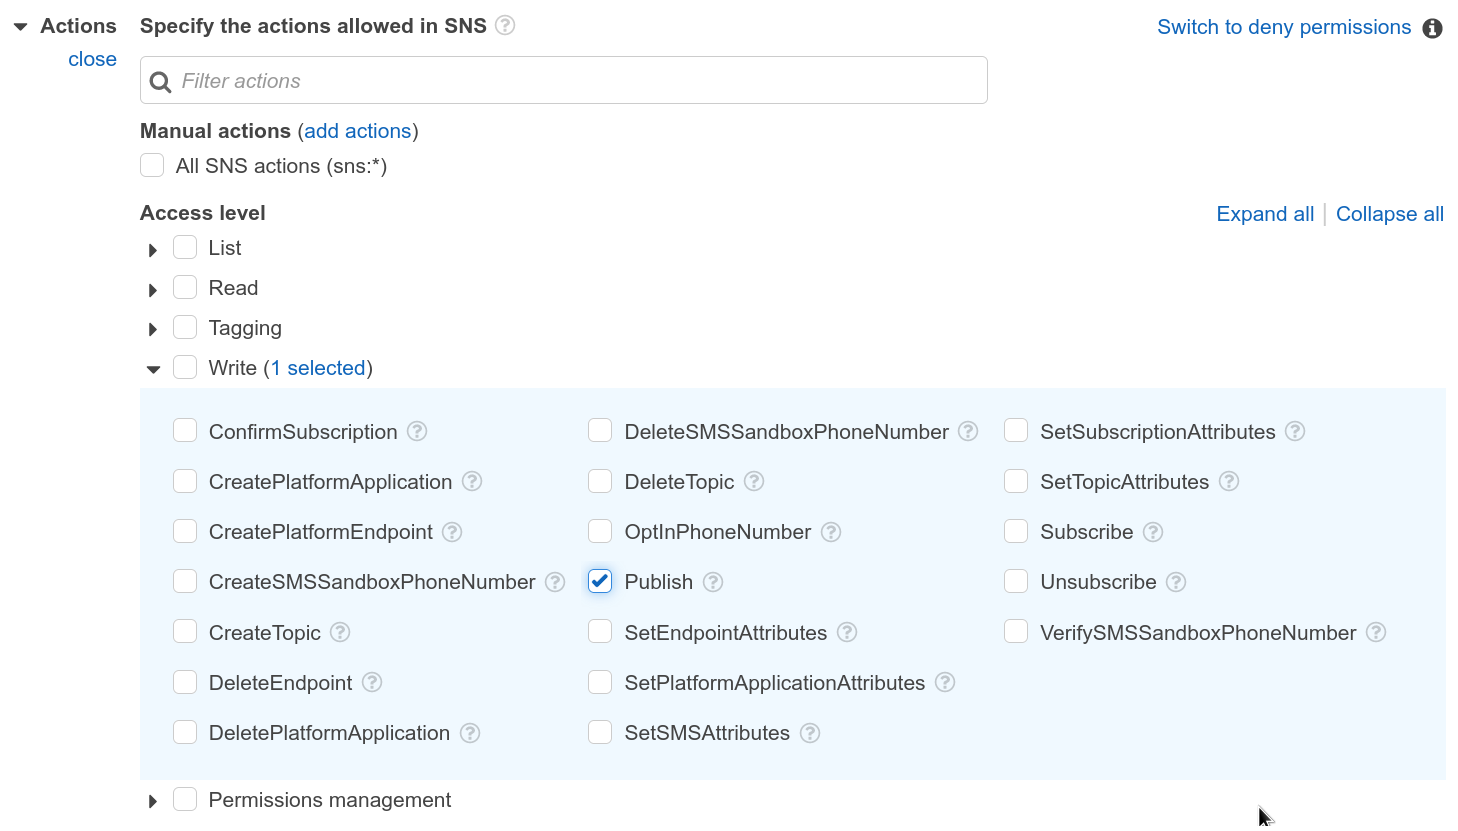 Actions Specify the actions allowed in SNS ? Switch to deny permissions i
close
Filter actions
Manual actions (add actions)
All SNS actions (sns:*)
Access level Expand all | Collapse all
List
Read
Tagging
Write (1 selected)
ConfirmSubscription ? DeleteSMSSandboxPhoneNumber ? SetSubscriptionAttributes ?
CreatePlatformApplication ? DeleteTopic ? SetTopicAttributes ?
CreatePlatformEndpoint ? OptInPhoneNumber ? Subscribe ?
CreateSMSSandboxPhoneNumber ? Publish ? Unsubscribe ?
CreateTopic ? SetEndpointAttributes ? VerifySMSSandboxPhoneNumber ?
DeleteEndpoint ? SetPlatformApplicationAttributes ?
DeletePlatformApplication ? SetSMSAttributes ?
Permissions management